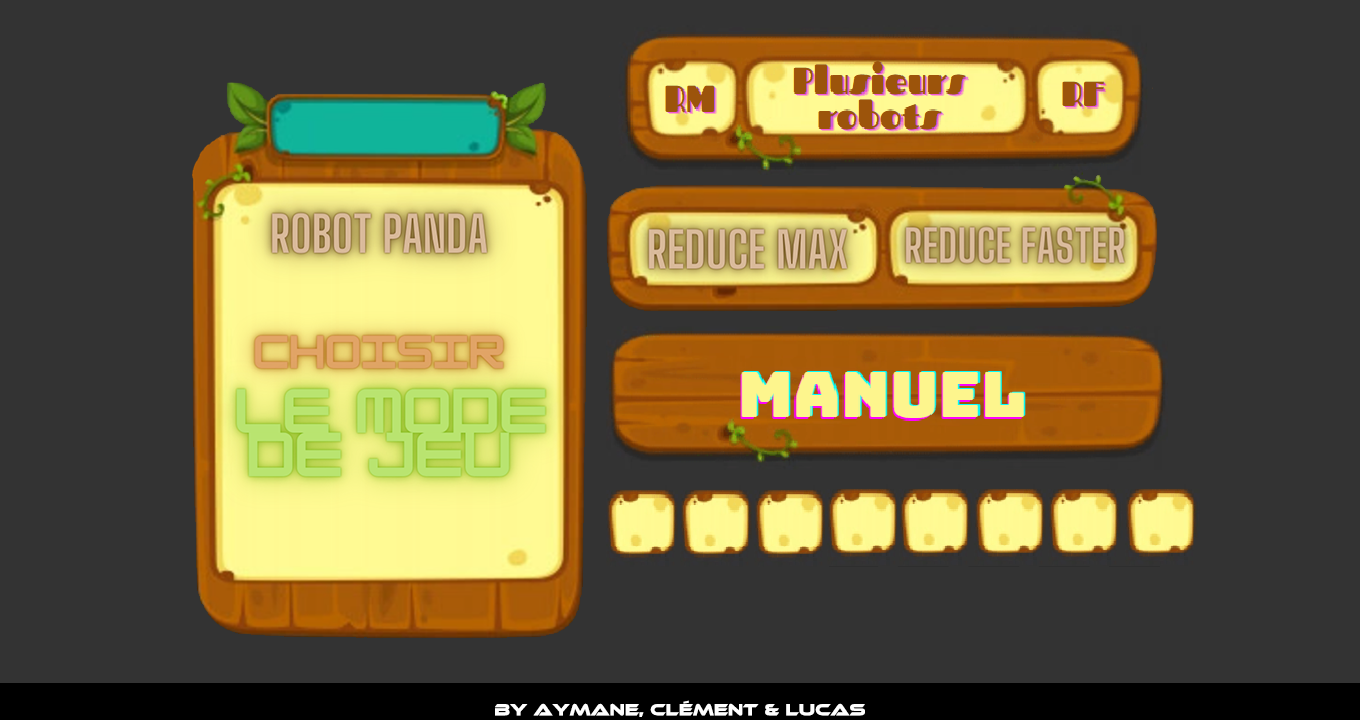 ROBOT PANDA
CHOISIR
LE MODE
DE JEU
RM
Plusieurs
robots
RF
REDUCE MAX
REDUCE FASTER
MANUEL
BY AYMANE, CLÉMENT & LUCAS